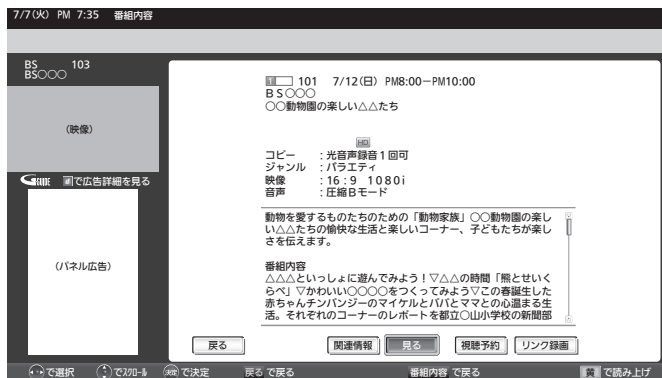 7/7(火) PM 7:35 番組内容
BS 103
BS○○○
(映像)
GGUIDE で広告詳細を見る
(パネル広告)
1 101 7/12(日) PM8:00−PM10:00
BS○○○
○○動物園の楽しい△△たち
HD
コピー :光音声録音1回可
ジャンル :バラエティ
映像 :16:9 1080i
音声 :圧縮Bモード
動物を愛するものたちのための「動物家族」○○動物園の楽し
い△△たちの愉快な生活と楽しいコーナー、子どもたちが楽し
さを伝えます。
番組内容
△△△といっしょに遊んでみよう!▽△△の時間「熊とせいく
らべ」▽かわいい○○○○をつくってみよう▽この春誕生した
赤ちゃんチンパンジーのマイケルとパパとママとの心温まる生
活。それぞれのコーナーのレポートを都立○山小学校の新聞部
戻る 関連情報 見る 視聴予約 リンク録画
で選択 でスクロール 決定 で決定 戻る で戻る 番組内容 で戻る 黄 で読み上げ